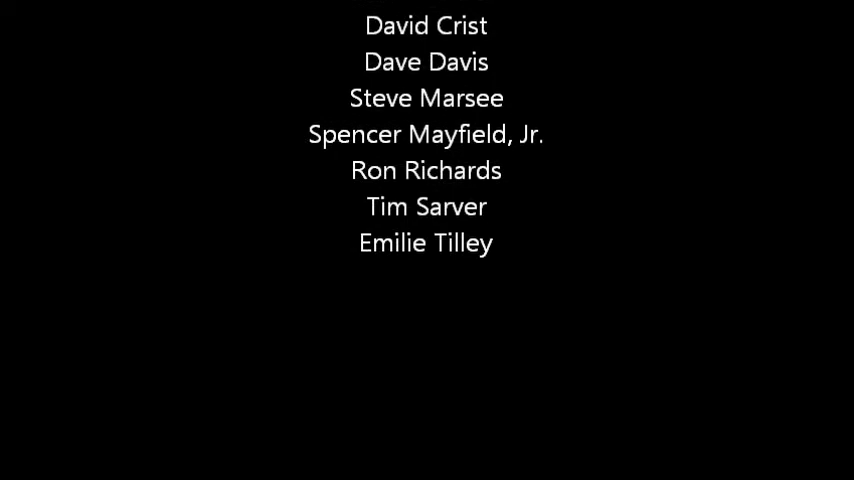 David Crist
Dave Davis
Steve Marsee
Spencer Mayfield, Jr.
Ron Richards
Tim Sarver
Emilie Tilley